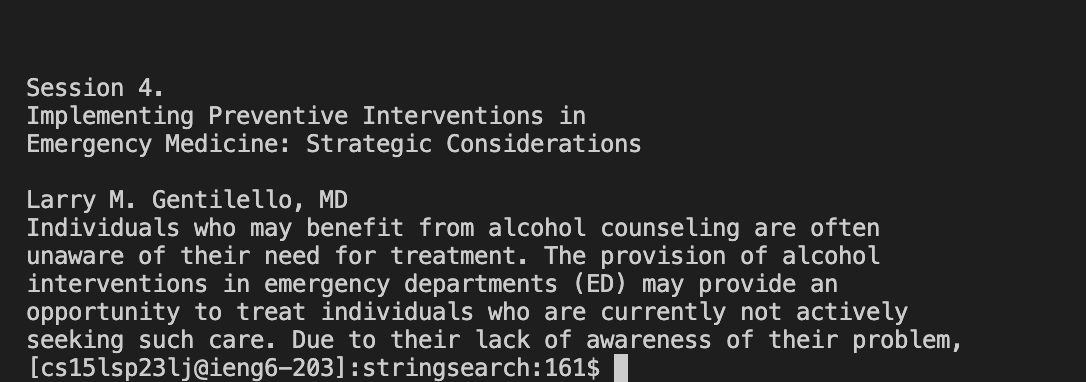 Session 4.
Implementing Preventive Interventions in
Emergency Medicine: Strategic Considerations
Larry M. Gentilello, MD
Individuals who may benefit from alcohol counseling are often
unaware of their need for treatment. The provision of alcohol
interventions in emergency departments (ED) may provide an
opportunity to treat individuals who are currently not actively
seeking such care. Due to their lack of awareness of their problem,
[cs15lsp23lj@ieng6-203]:stringsearch:161$